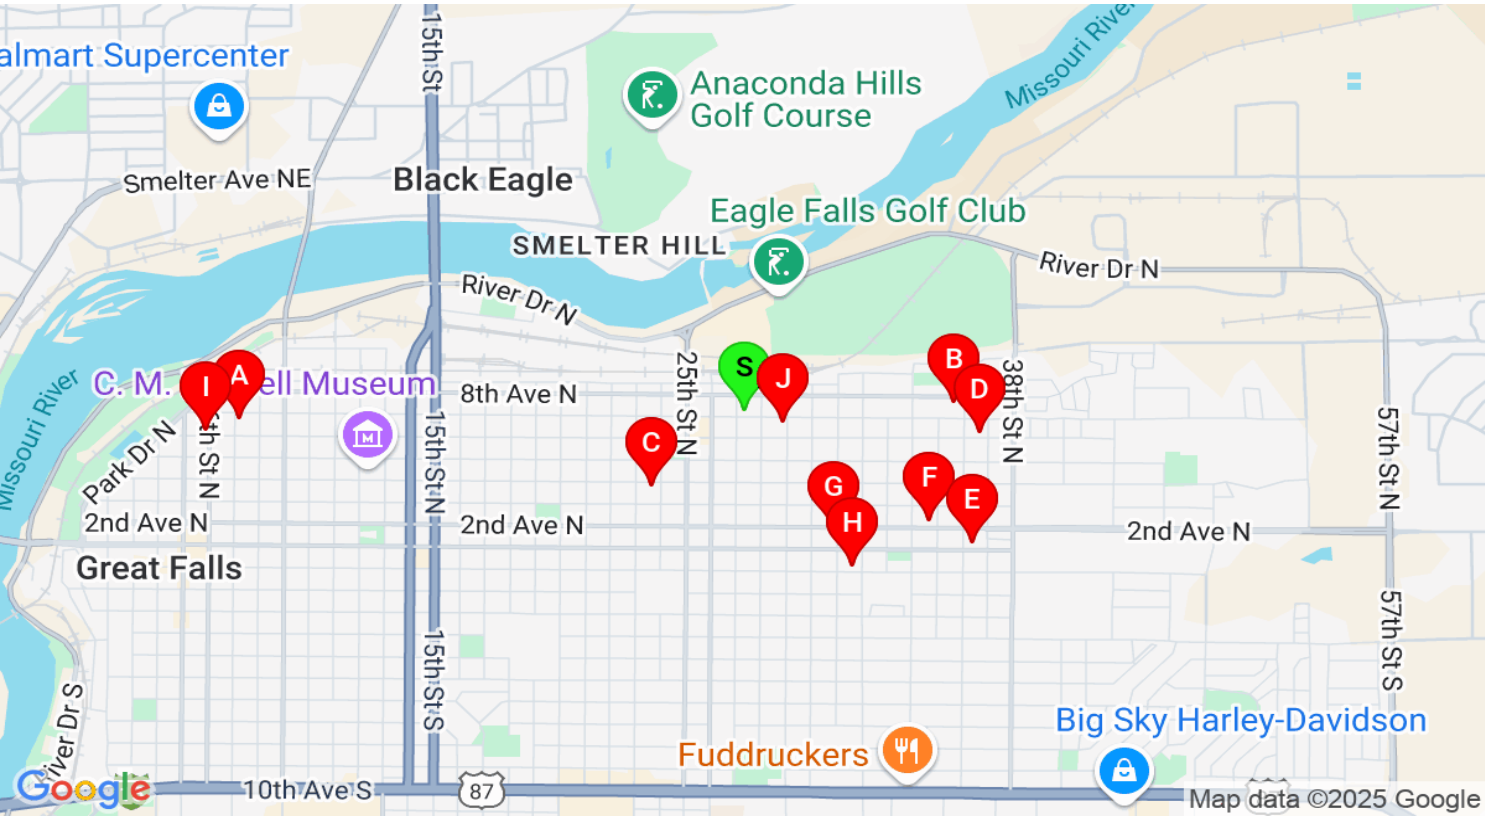 almart Supercenter
15th St
Anaconda Hills
Golf Course
Missouri River
Smelter Ave NE
Black Eagle
Eagle Falls Golf Club
SMELTER HILL
River Dr N
River Dr N
S
J
B
D
I
A
C. M.
ell Museum
8th Ave N
25th St N
38th St N
Missouri River
Park Dr N
th St N
15th St N
C
G
H
F
E
57th St N
2nd Ave N
2nd Ave N
2nd Ave N
Great Falls
15th St S
57th St S
River Dr S
Big Sky Harley-Davidson
Fuddruckers
Google
10th Ave S
87
Map data ©2025 Google